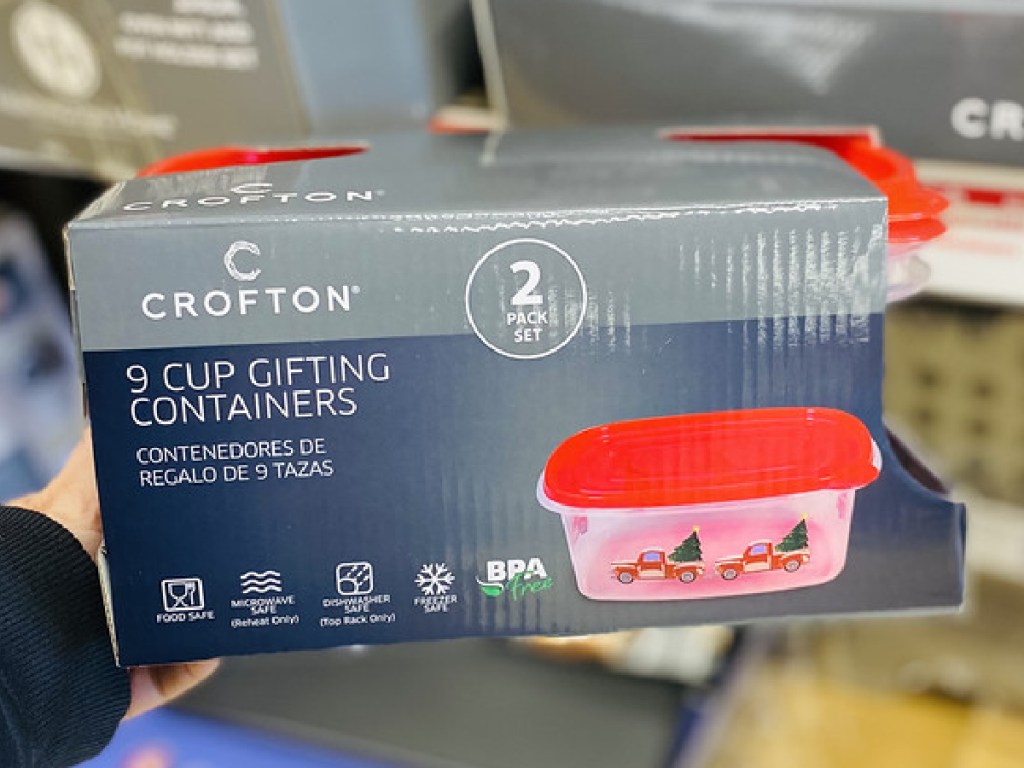 CROFTON®
CROFTON®
2
PACK
SET
9 CUP GIFTING
CONTAINERS
CONTENEDORES DE
REGALO DE 9 TAZAS
FOOD SAFE
MICROWAVE
SAFE
(Reheat Only)
DISHWASHER
SAFE
(Top Rack Only)
FREEZER
SAFE
BPA
free
CR